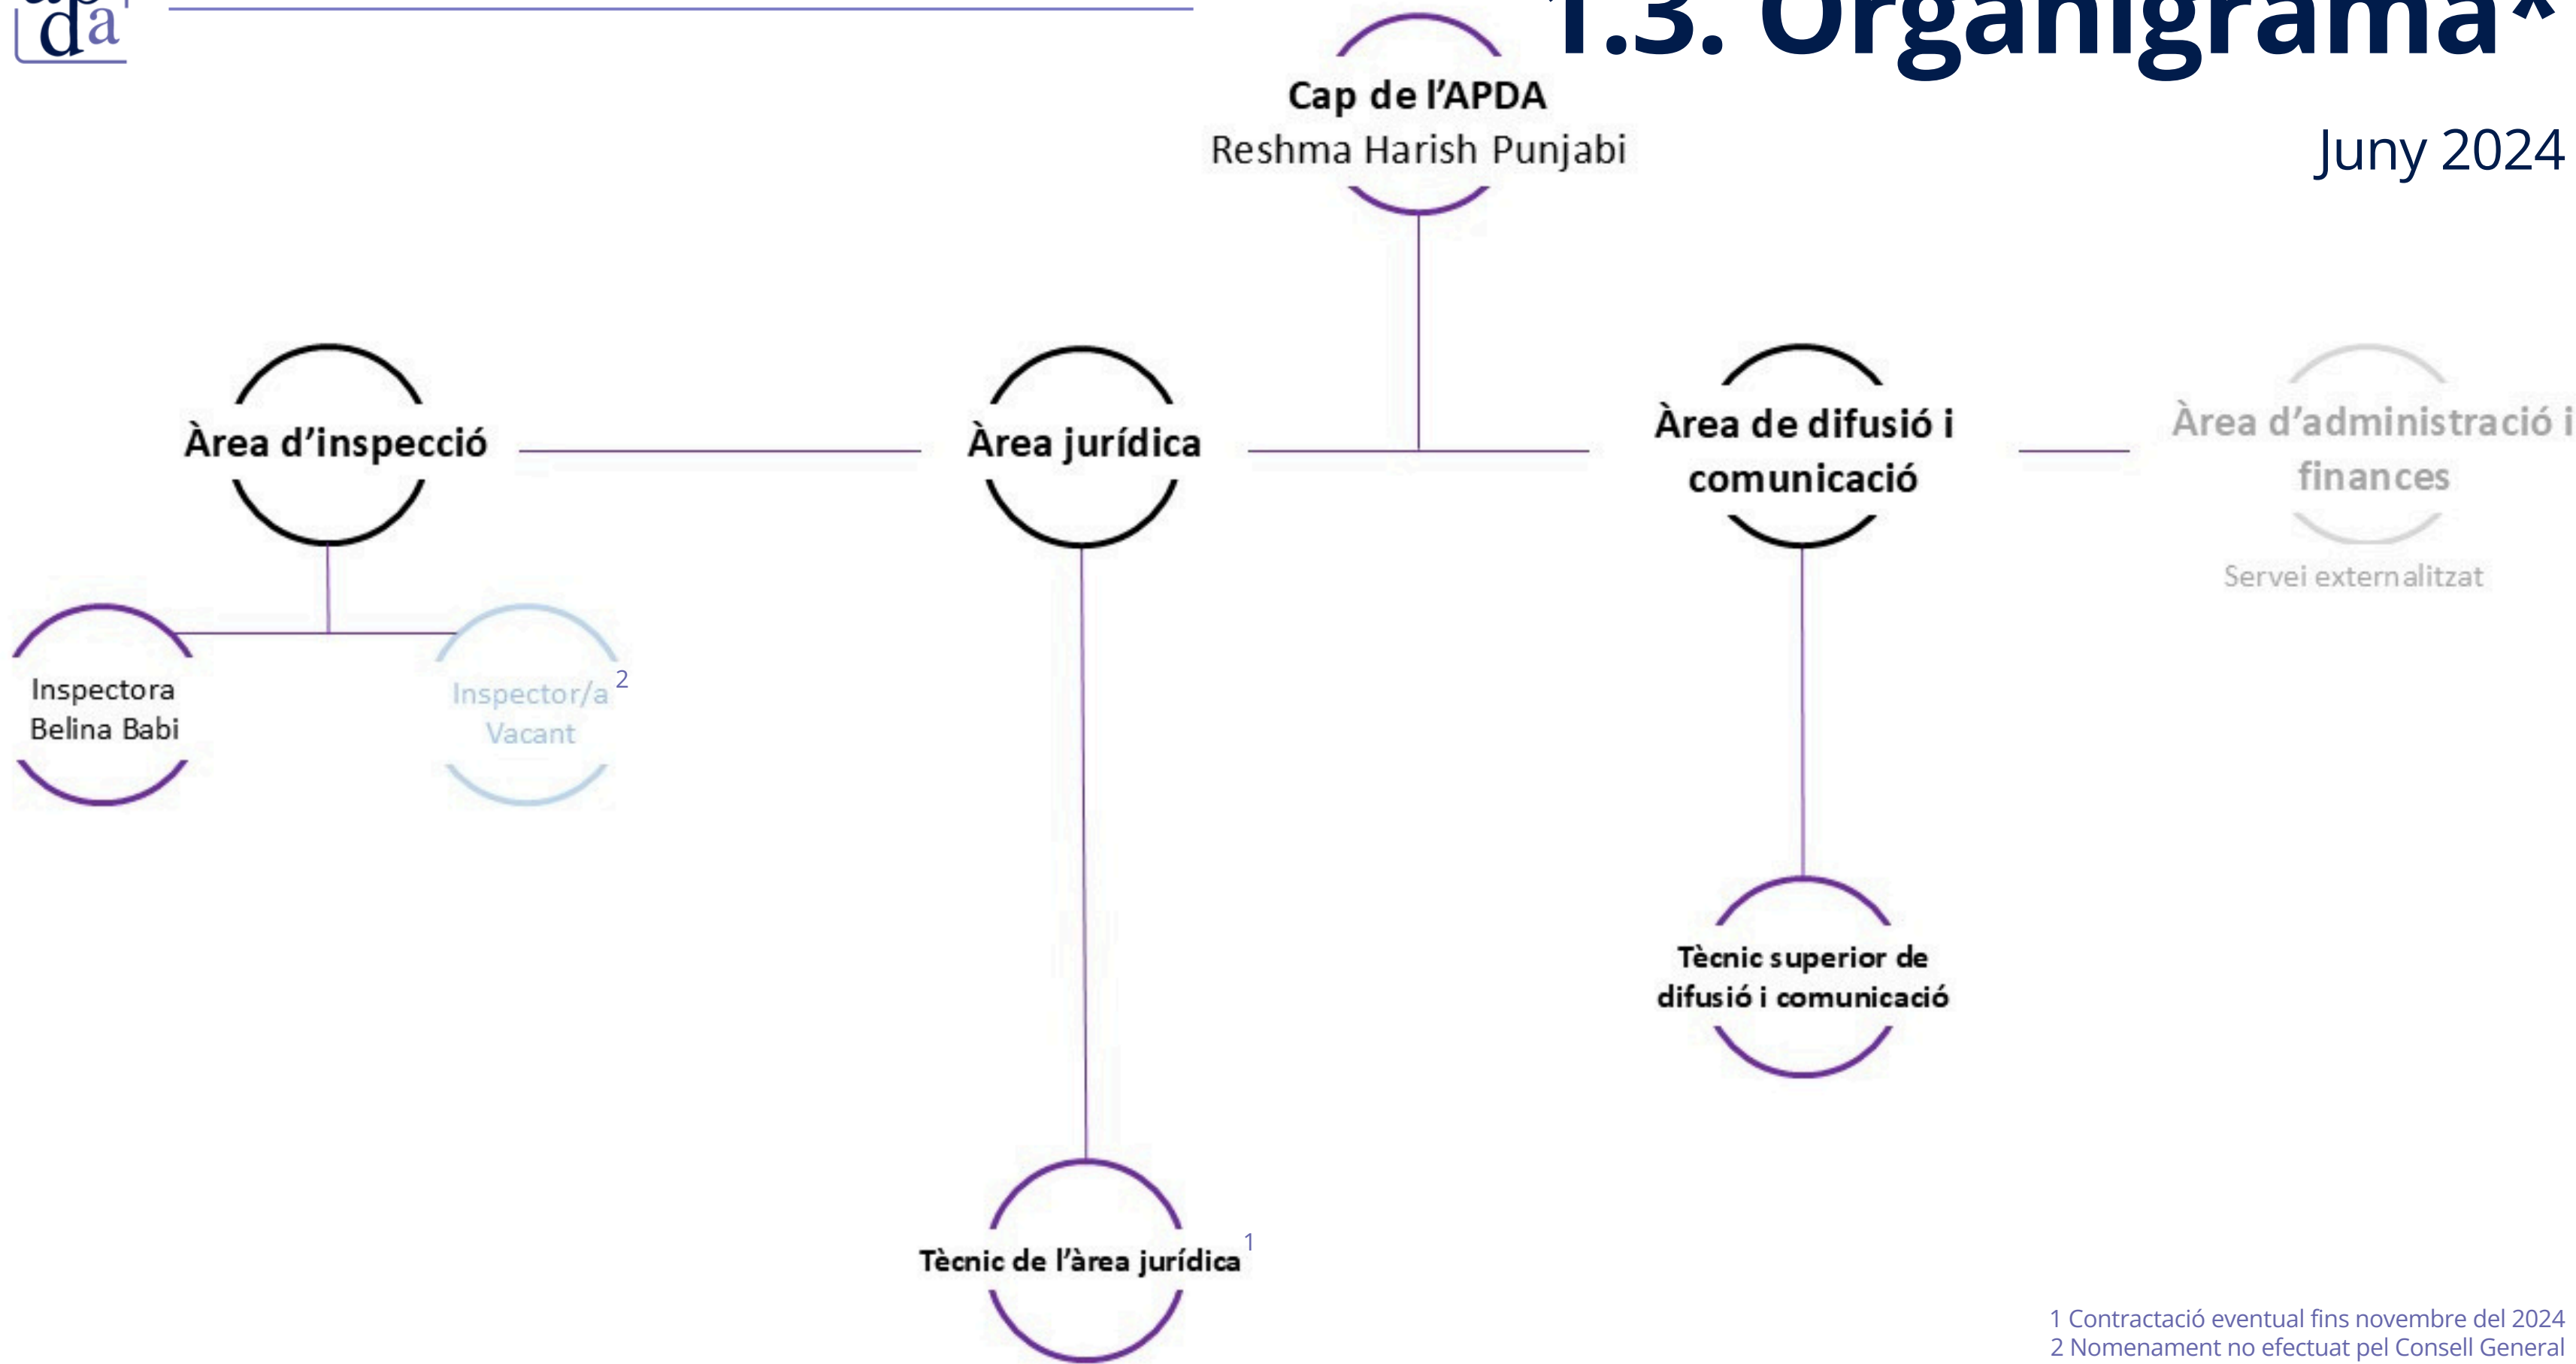 da
1.3. Organigrama*
Juny 2024
Cap de l'APDA
Reshma Harish Punjabi
Àrea d'inspecció
Àrea jurídica
Àrea de difusió i
comunicació
Àrea d'administració i
finances
Servei externalitzat
Inspectora
Belina Babi
Inspector/a 2
Vacant
Tècnic superior de
difusió i comunicació
Tècnic de l'àrea jurídica 1
1 Contractació eventual fins novembre del 2024
2 Nomenament no efectuat pel Consell General